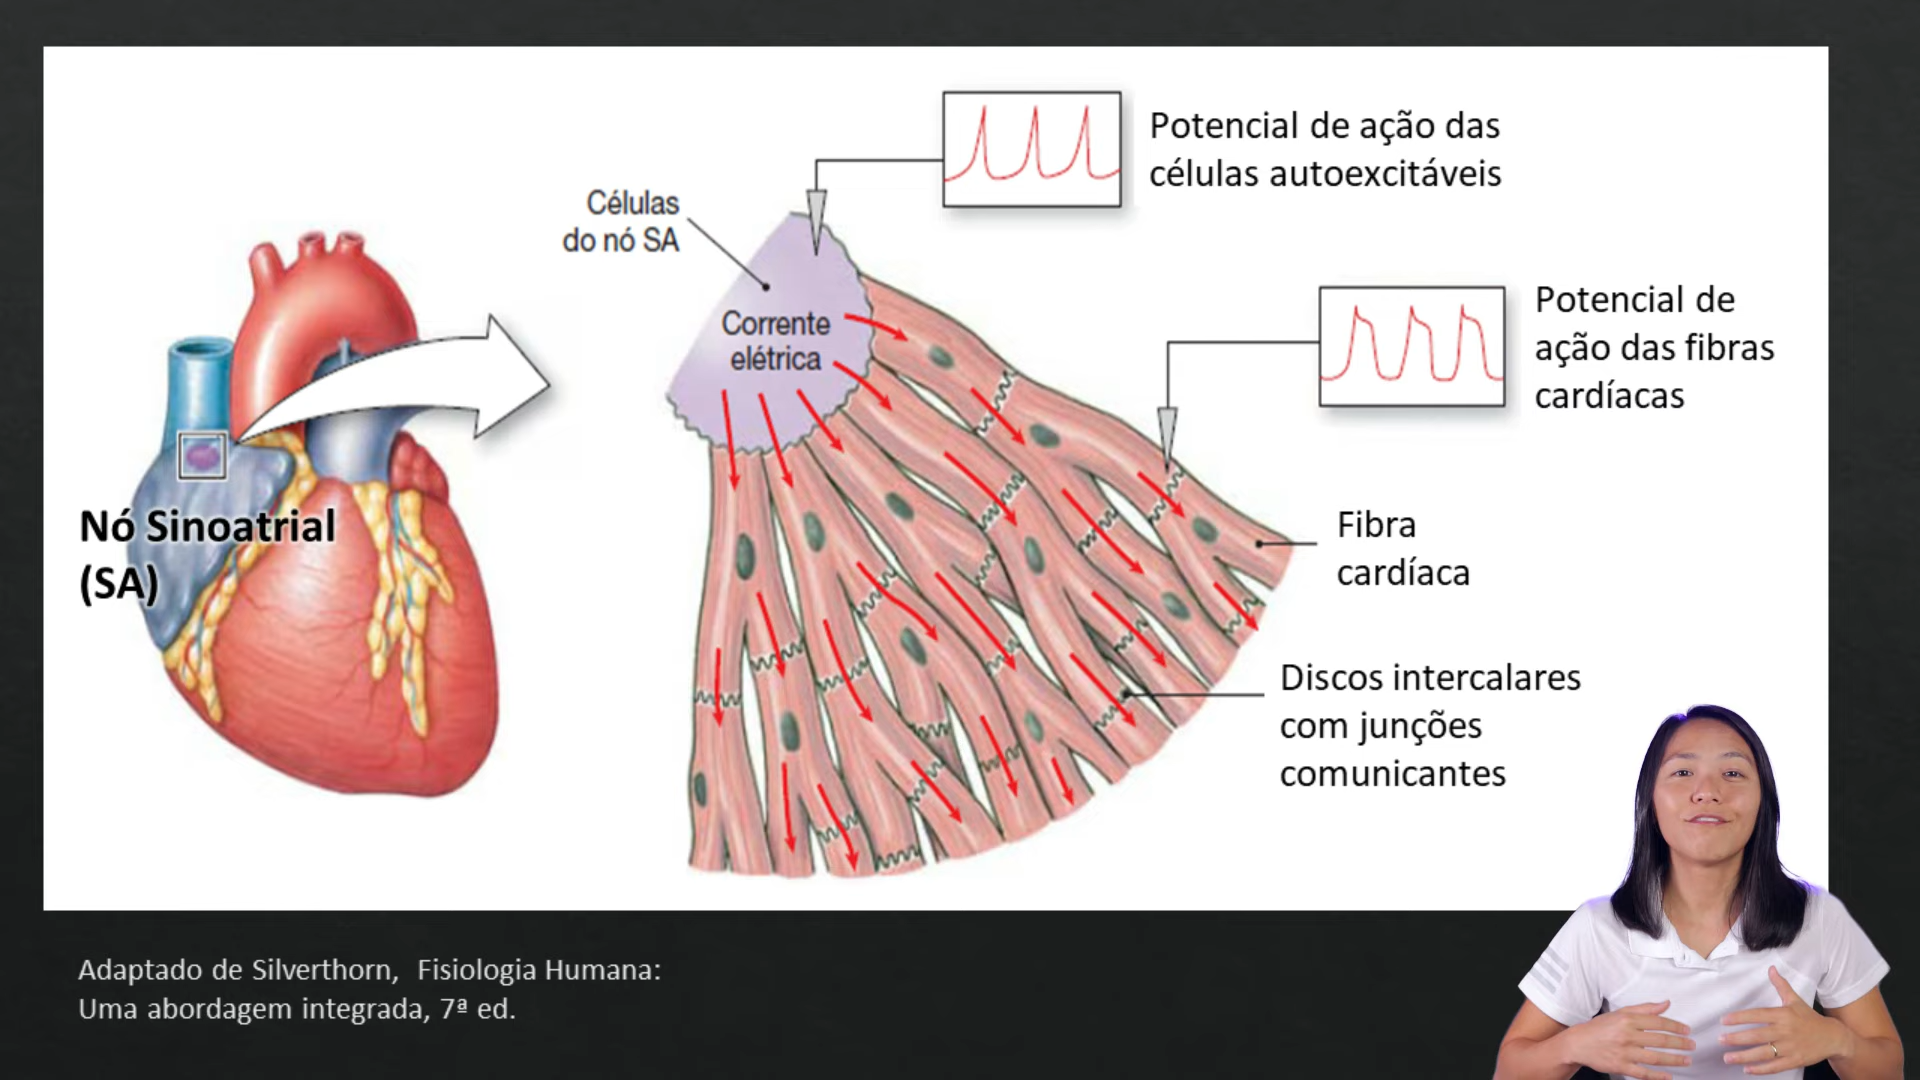 Potencial de ação das
células autoexcitáveis
Células
do nó SA
Corrente
elétrica
Potencial de
ação das fibras
cardíacas
Nó Sinoatrial
(SA)
Fibra
cardíaca
Discos intercalares
com junções
comunicantes
Adaptado de Silverthorn, Fisiologia Humana:
Uma abordagem integrada, 7ª ed.